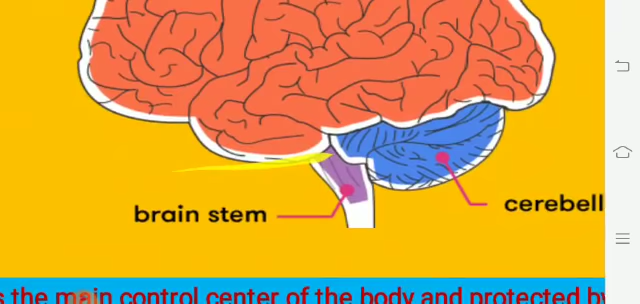 brain stem
cerebell
s the main control center of the body and protected by